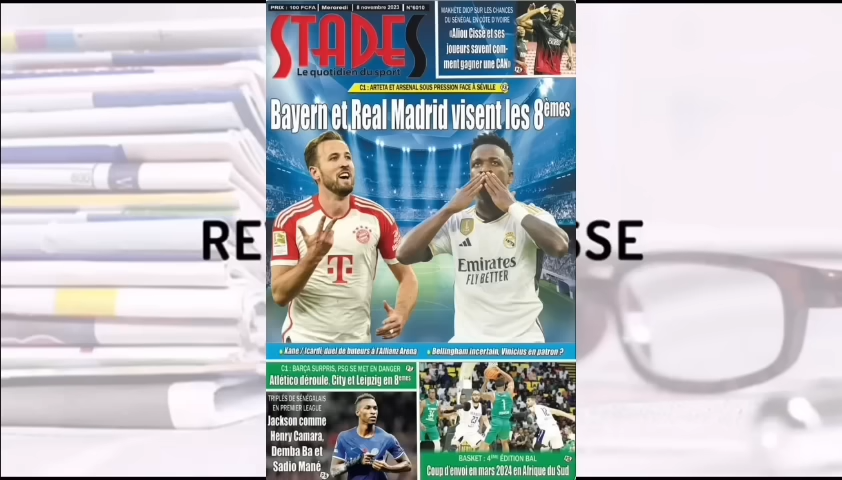 PRIX : 100 FCFA | Mercredi | 8 novembre 2023 | N°6010
STADES
Le quotidien du sport
WAKHÈTE DIOP SUR LES CHANCES
DU SÉNÉGAL EN CÔTE D'IVOIRE
«Aliou Cissé et ses
joueurs savent com-
ment gagner une CAN»
C1 : ARTETA ET ARSENAL SOUS PRESSION FACE À SÉVILLE
Bayern et Real Madrid visent les 8èmes
RE
SSE
T
Emirates
FLY BETTER
Kane / Icardi, duel de buteurs à l'Allianz Arena
Bellingham incertain, Vinicius en patron ?
C1 : BARÇA SURPRIS, PSG SE MET EN DANGER
Atlético déroule, City et Leipzig en 8èmes
TRIPLÉS DE SÉNÉGALAIS
EN PREMIER LEAGUE
Jackson comme
Henry Camara,
Demba Ba et
Sadio Mané
BASKET : 4ème ÉDITION BAL
Coup d'envoi en mars 2024 en Afrique du Sud